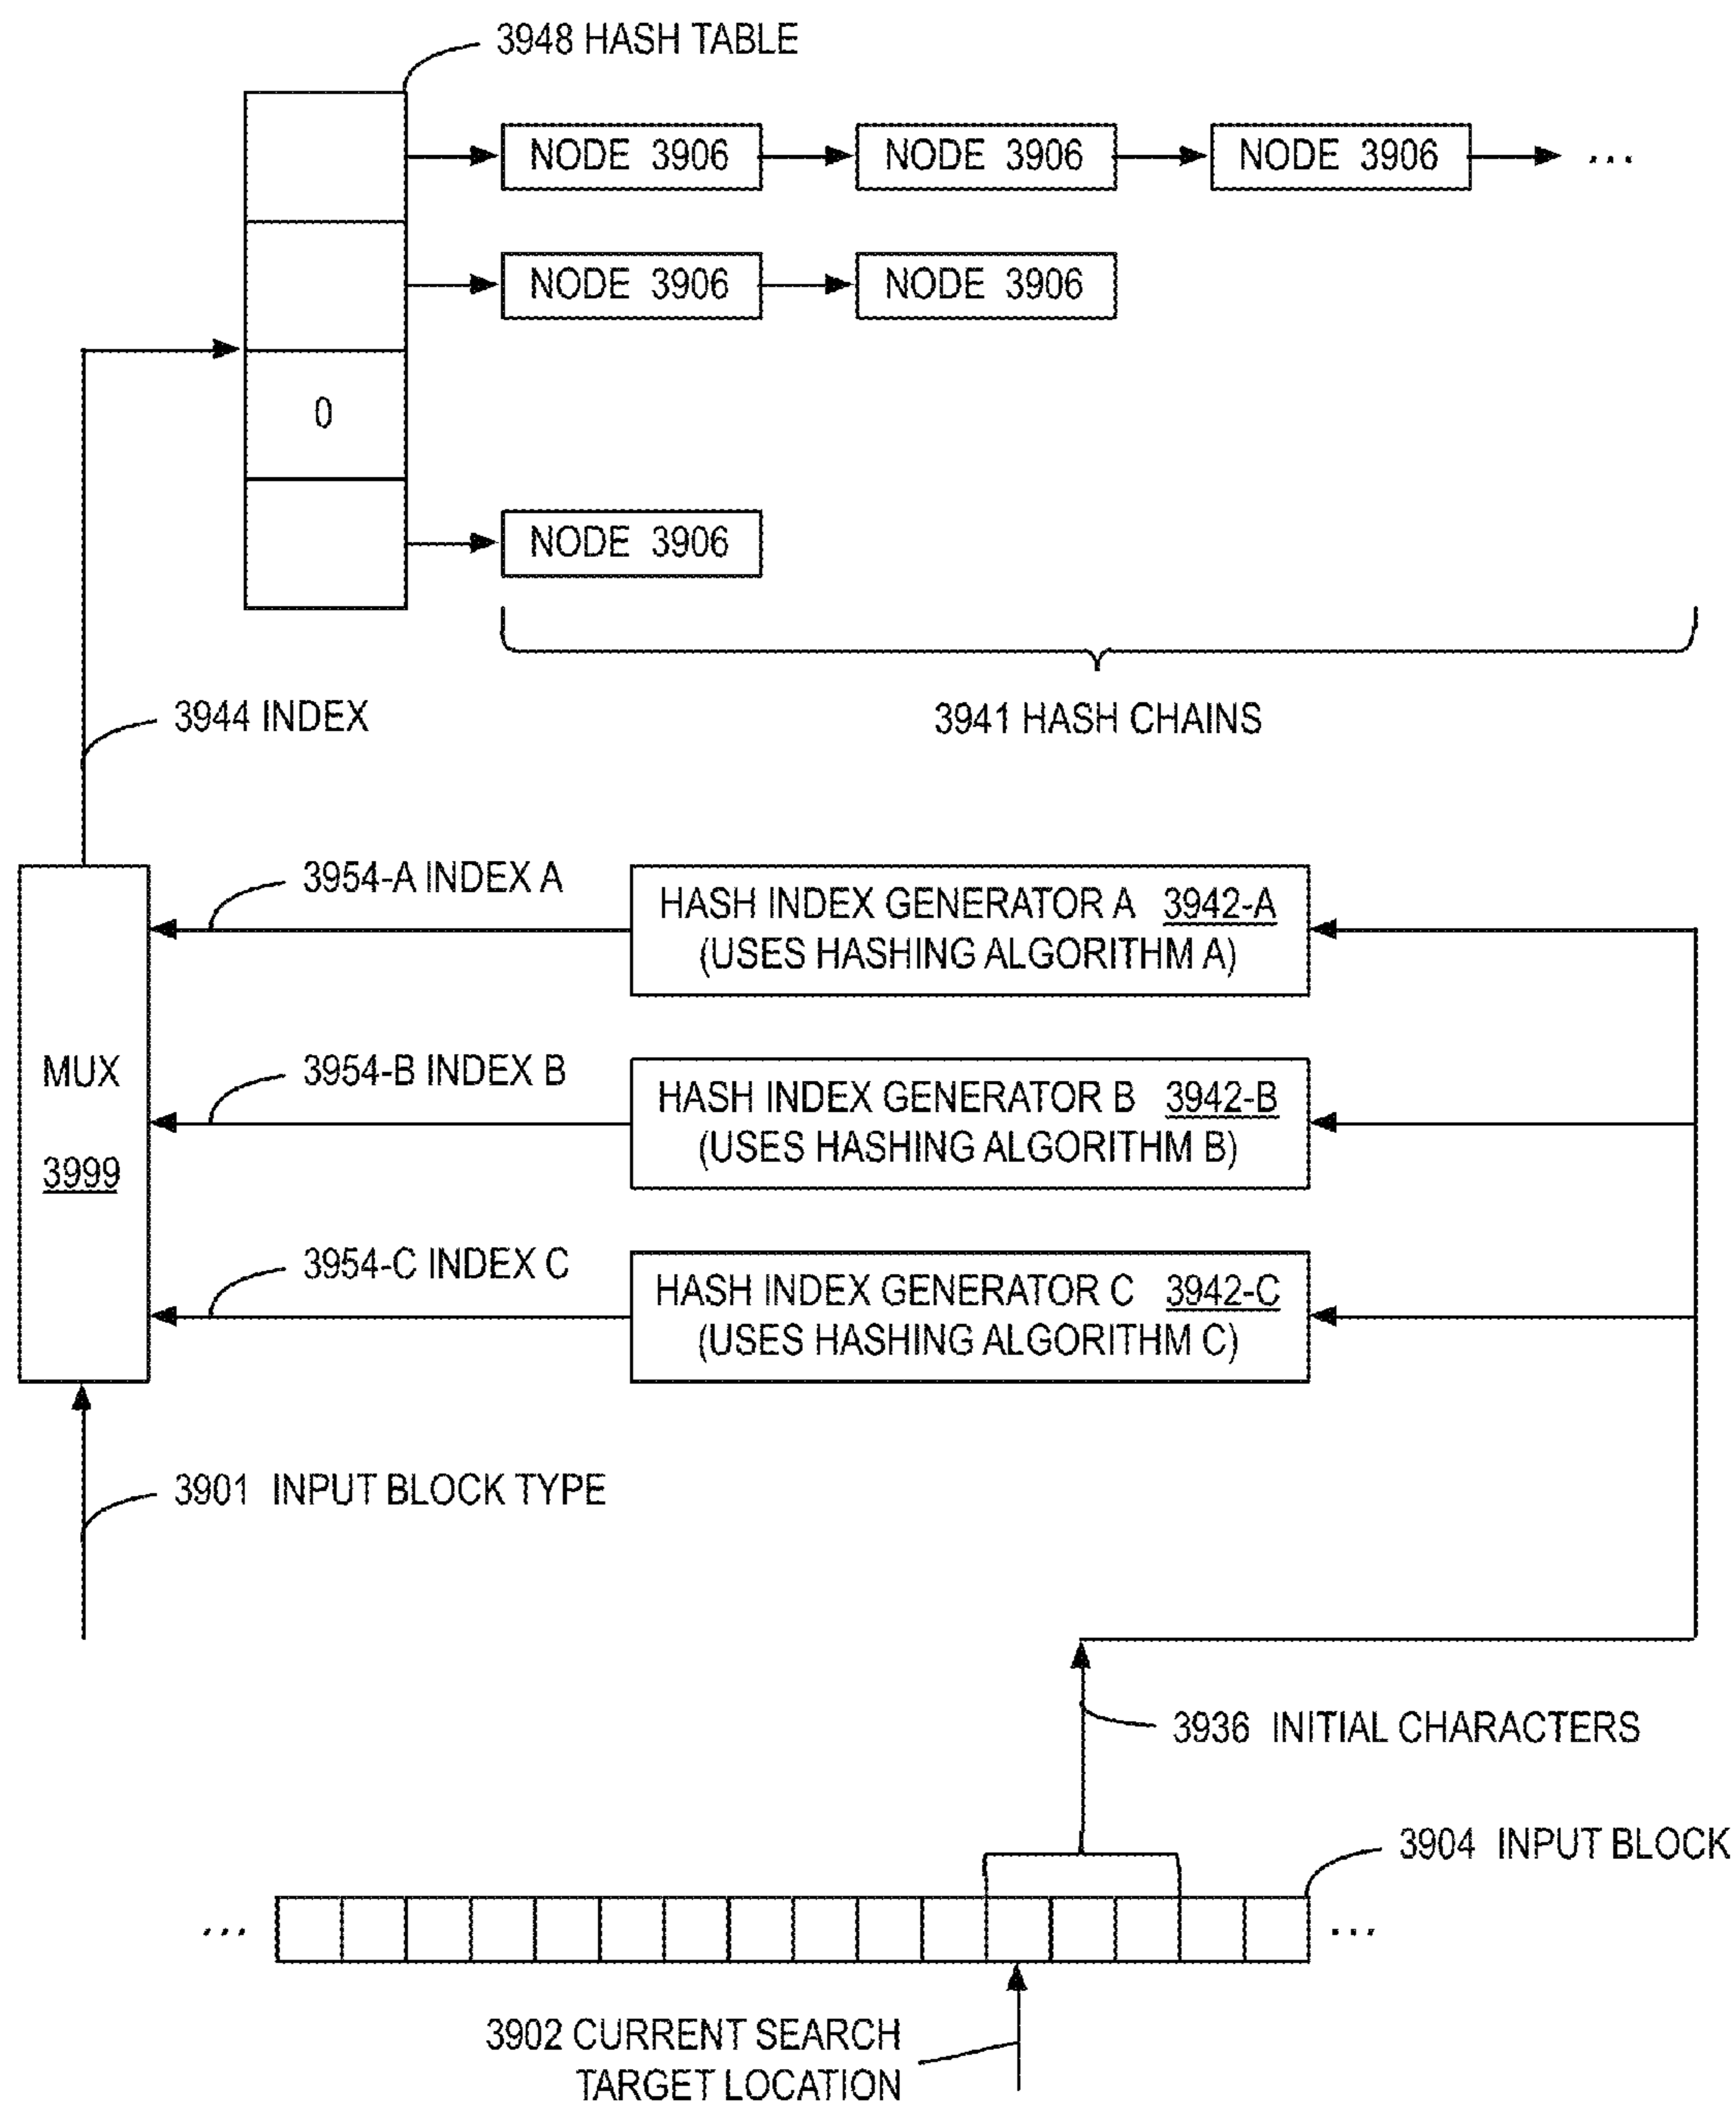 3948 HASH TABLE
NODE 3906
NODE 3906
NODE 3906
...
NODE 3906
NODE 3906
0
NODE 3906
3944 INDEX
3941 HASH CHAINS
3954-A INDEX A
HASH INDEX GENERATOR A 3942-A
(USES HASHING ALGORITHM A)
MUX
3999
3954-B INDEX B
HASH INDEX GENERATOR B 3942-B
(USES HASHING ALGORITHM B)
3954-C INDEX C
HASH INDEX GENERATOR C 3942-C
(USES HASHING ALGORITHM C)
3901 INPUT BLOCK TYPE
3936 INITIAL CHARACTERS
3904 INPUT BLOCK
...
...
3902 CURRENT SEARCH
TARGET LOCATION